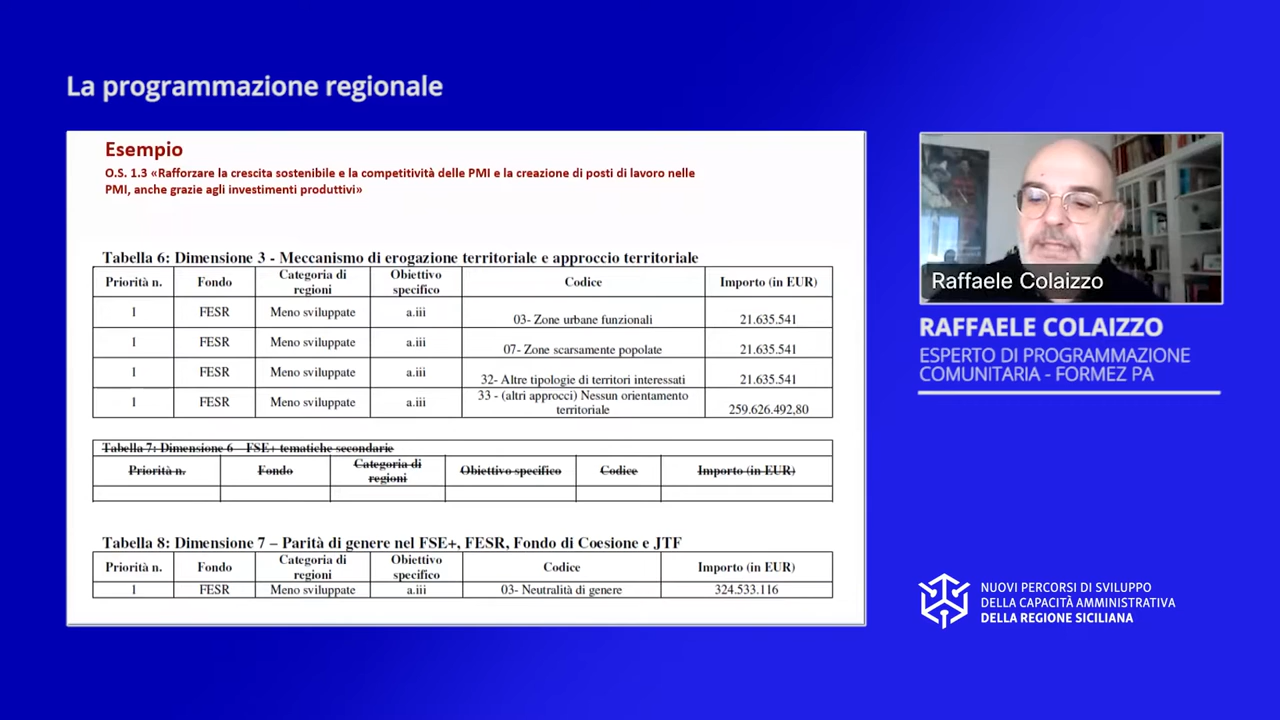 La programmazione regionale
Esempio
O.S. 1.3 «Rafforzare la crescita sostenibile e la competitività delle PMI e la creazione di posti di lavoro nelle
PMI, anche grazie agli investimenti produttivi»
Tabella 6: Dimensione 3 - Meccanismo di erogazione territoriale e approccio territoriale
Priorità n. Fondo Categoria di regioni Obiettivo specifico Codice Importo (in EUR)
1 FESR Meno sviluppate a.iii 03- Zone urbane funzionali 21.635.541
1 FESR Meno sviluppate a.iii 07- Zone scarsamente popolate 21.635.541
1 FESR Meno sviluppate a.iii 32- Altre tipologie di territori interessati 21.635.541
1 FESR Meno sviluppate a.iii 33 - (altri approcci) Nessun orientamento territoriale 259.626.492,80
Tabella 7: Dimensione 6 – FSE+ tematiche secondarie
Priorità n. Fondo Categoria di regioni Obiettivo specifico Codice Importo (in EUR)
Tabella 8: Dimensione 7 – Parità di genere nel FSE+, FESR, Fondo di Coesione e JTF
Priorità n. Fondo Categoria di regioni Obiettivo specifico Codice Importo (in EUR)
1 FESR Meno sviluppate a.iii 03- Neutralità di genere 324.533.116
Raffaele Colaizzo
RAFFAELE COLAIZZO
ESPERTO DI PROGRAMMAZIONE
COMUNITARIA - FORMEZ PA
NUOVI PERCORSI DI SVILUPPO
DELLA CAPACITÀ AMMINISTRATIVA
DELLA REGIONE SICILIANA